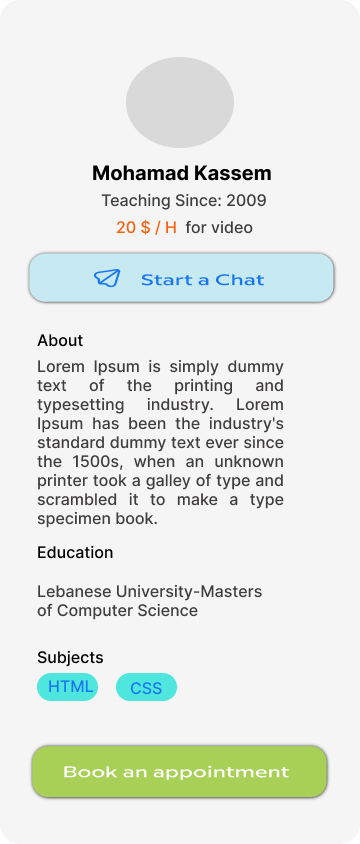 Mohamad Kassem
Teaching Since: 2009
20 $ / H for video
Start a Chat
About
Lorem Ipsum is simply dummy
text of the printing and
typesetting industry. Lorem
Ipsum has been the industry's
standard dummy text ever since
the 1500s, when an unknown
printer took a galley of type and
scrambled it to make a type
specimen book.
Education
Lebanese University-Masters
of Computer Science
Subjects
HTML CSS
Book an appointment